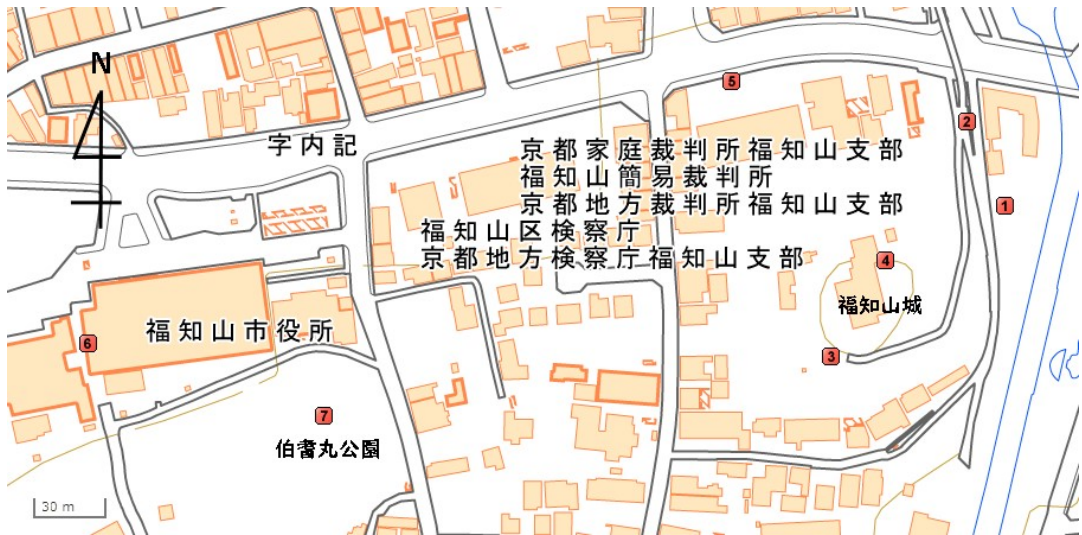 N
5
2
字内記
京都家庭裁判所福知山支部
福知山簡易裁判所
京都地方裁判所福知山支部
1
福知山区検察庁
京都地方検察庁福知山支部
4
福知山城
福知山市役所
6
3
7
伯耆丸公園
30 m